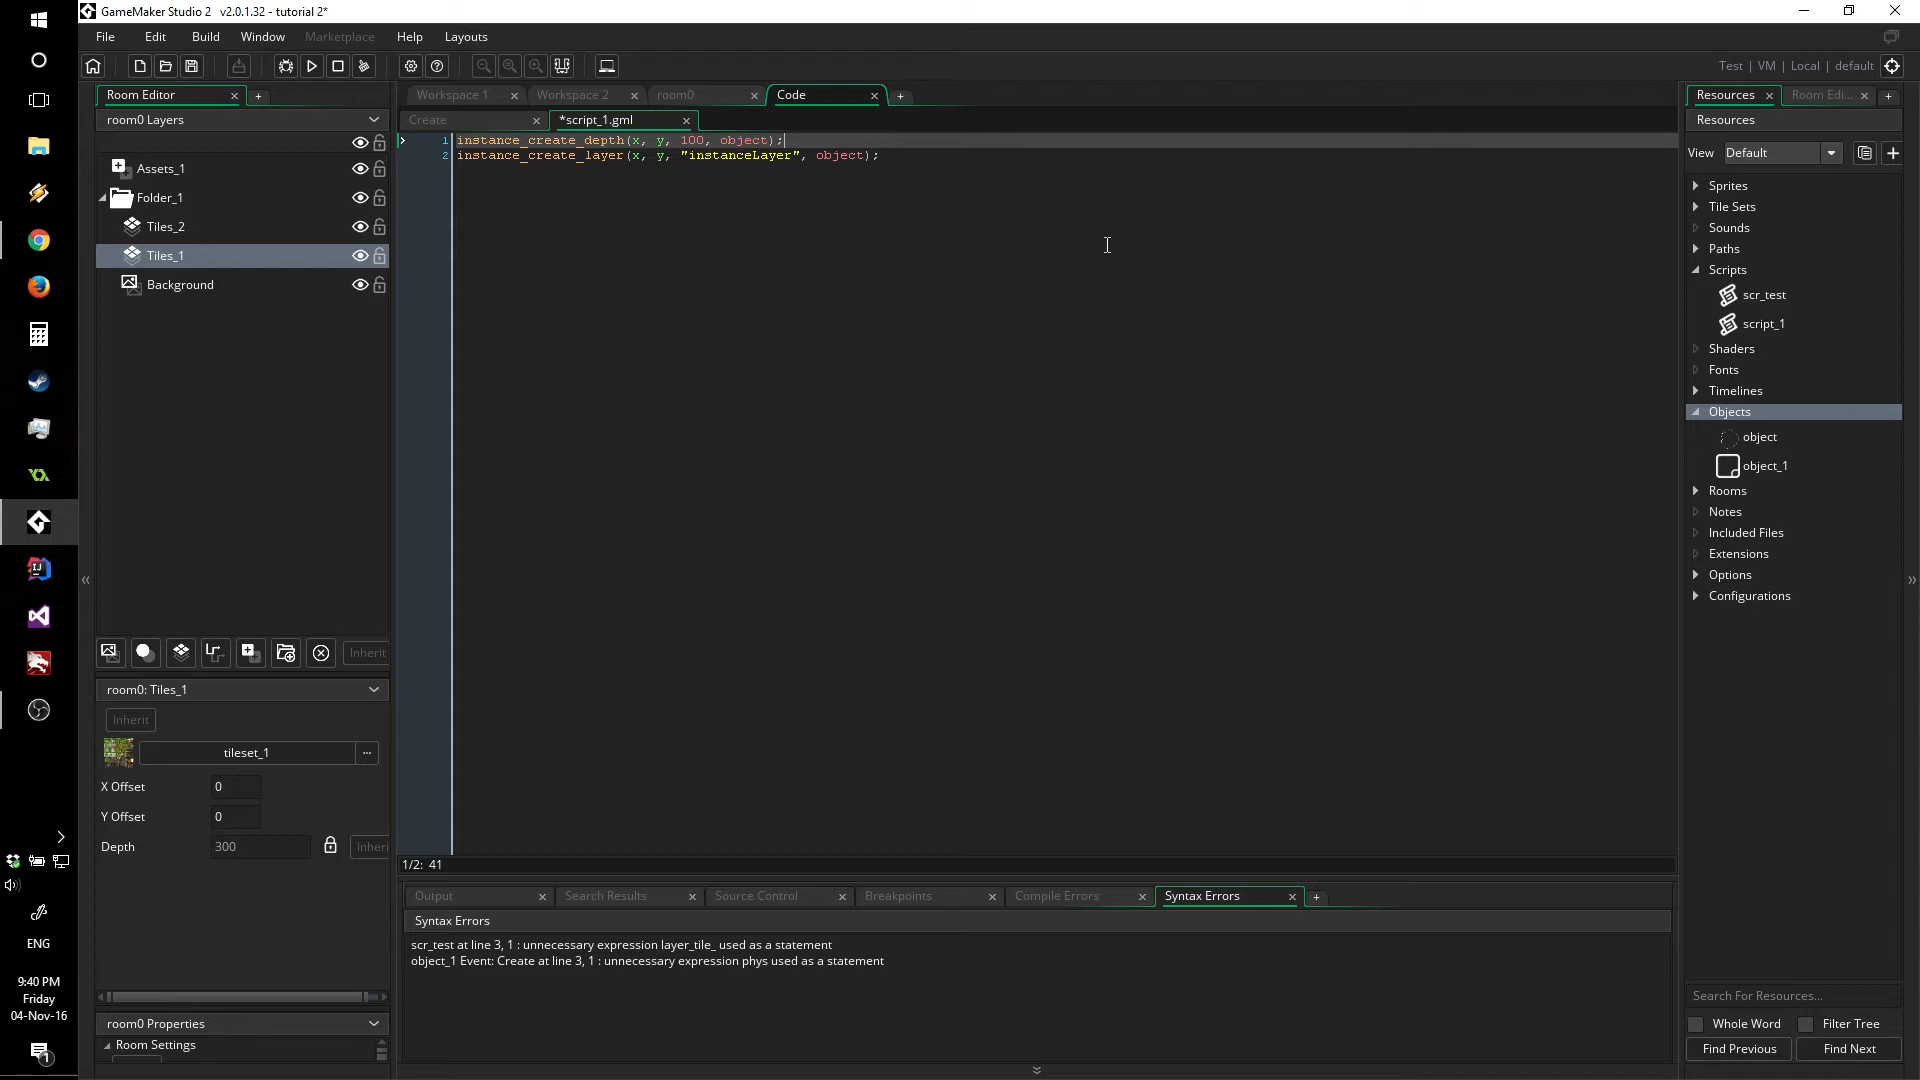 GameMaker Studio 2 v2.0.1.32 - tutorial 2*
File Edit Build Window Marketplace Help Layouts
Test | VM | Local | default
Room Editor
room0 Layers
Assets_1
Folder_1
Tiles_2
Tiles_1
Background
Inherit
room0: Tiles_1
Inherit
tileset_1
...
X Offset 0
Y Offset 0
Depth 300 Inheri
room0 Properties
Room Settings
Workspace 1 Workspace 2 room0 Code
Create *script_1.gml
1 instance_create_depth(x, y, 100, object);
2 instance_create_layer(x, y, "instanceLayer", object);
1/2: 41
Output Search Results Source Control Breakpoints Compile Errors Syntax Errors
Syntax Errors
scr_test at line 3, 1 : unnecessary expression layer_tile_ used as a statement
object_1 Event: Create at line 3, 1 : unnecessary expression phys used as a statement
Resources Room Edi...
Resources
View Default
Sprites
Tile Sets
Sounds
Paths
Scripts
scr_test
script_1
Shaders
Fonts
Timelines
Objects
object
object_1
Rooms
Notes
Included Files
Extensions
Options
Configurations
Search For Resources...
Whole Word Filter Tree
Find Previous Find Next
ENG
9:40 PM
Friday
04-Nov-16
1